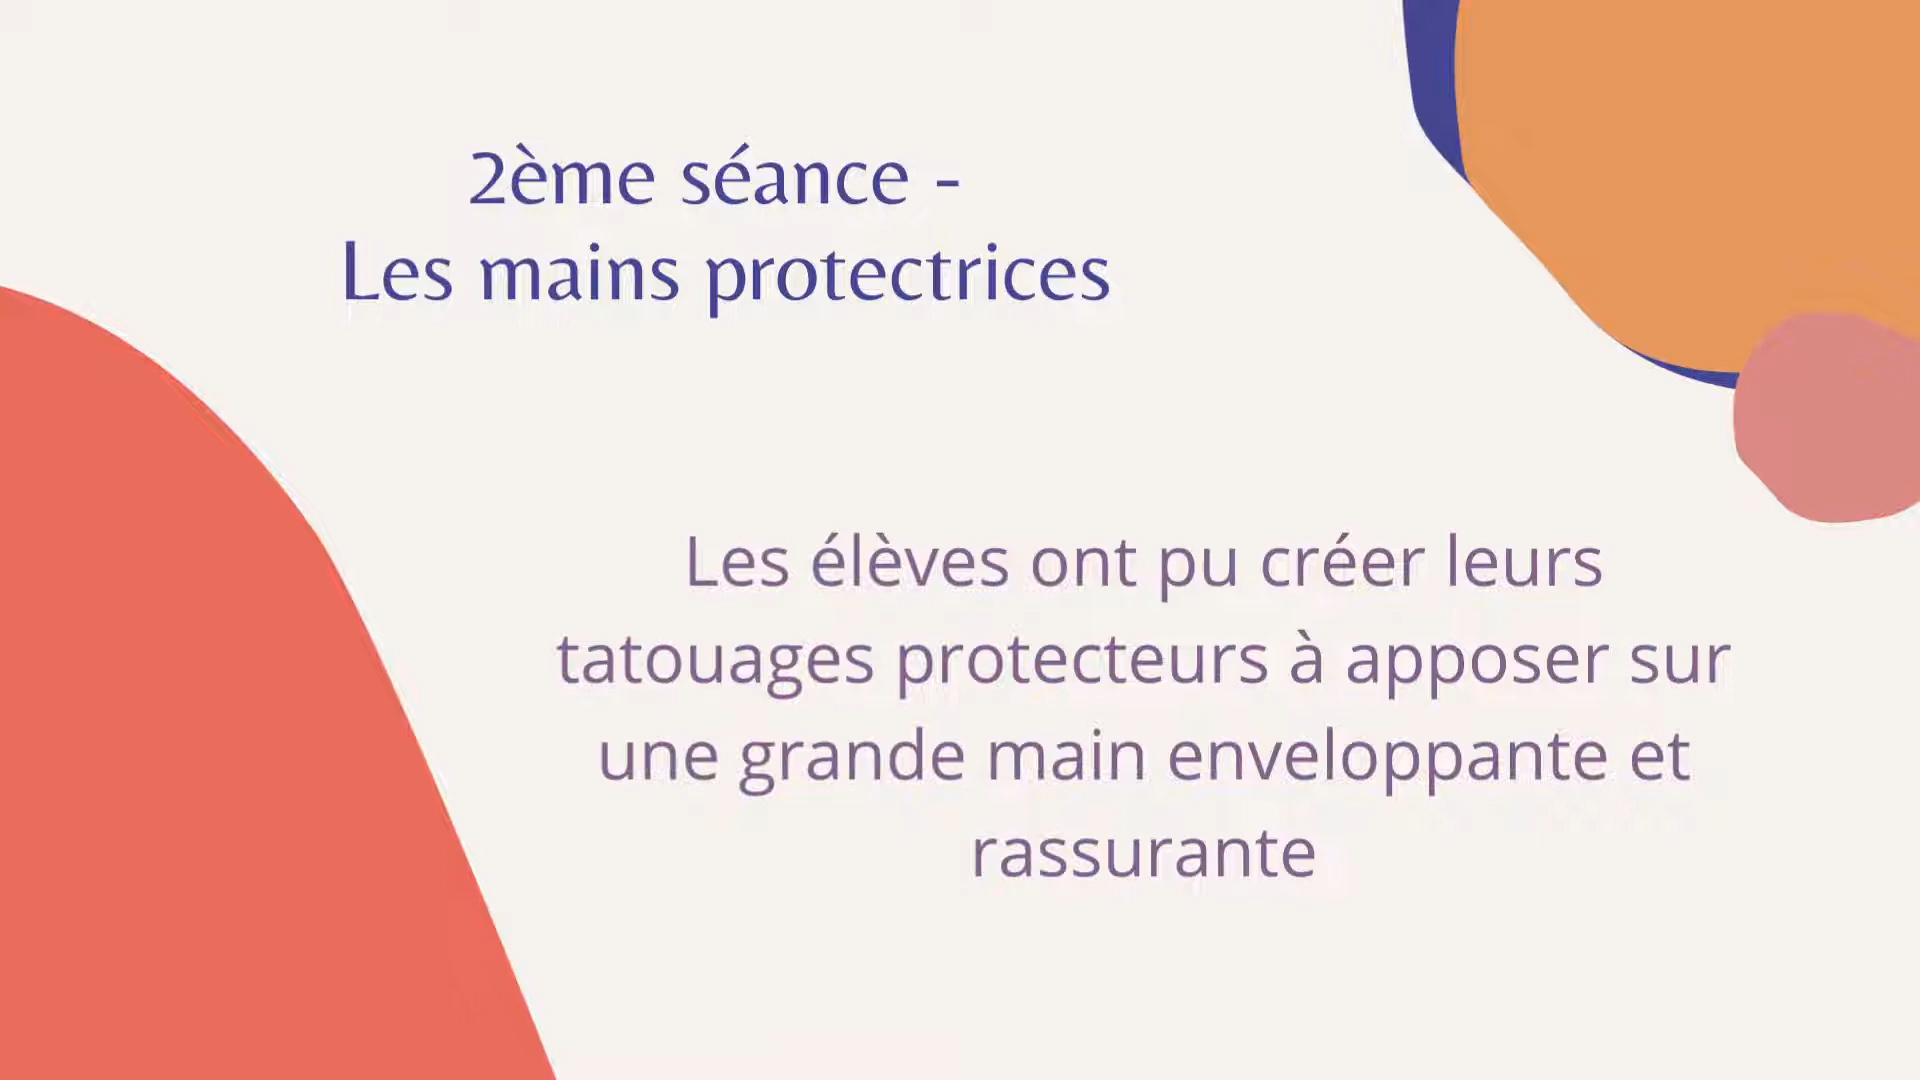 2ème séance -
Les mains protectrices
Les élèves ont pu créer leurs
tatouages protecteurs à apposer sur
une grande main enveloppante et
rassurante